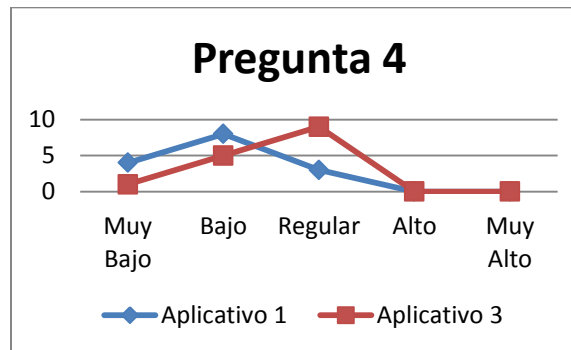 Pregunta 4
10
5
0
Muy Bajo
Bajo
Regular
Alto
Muy Alto
Aplicativo 1
Aplicativo 3